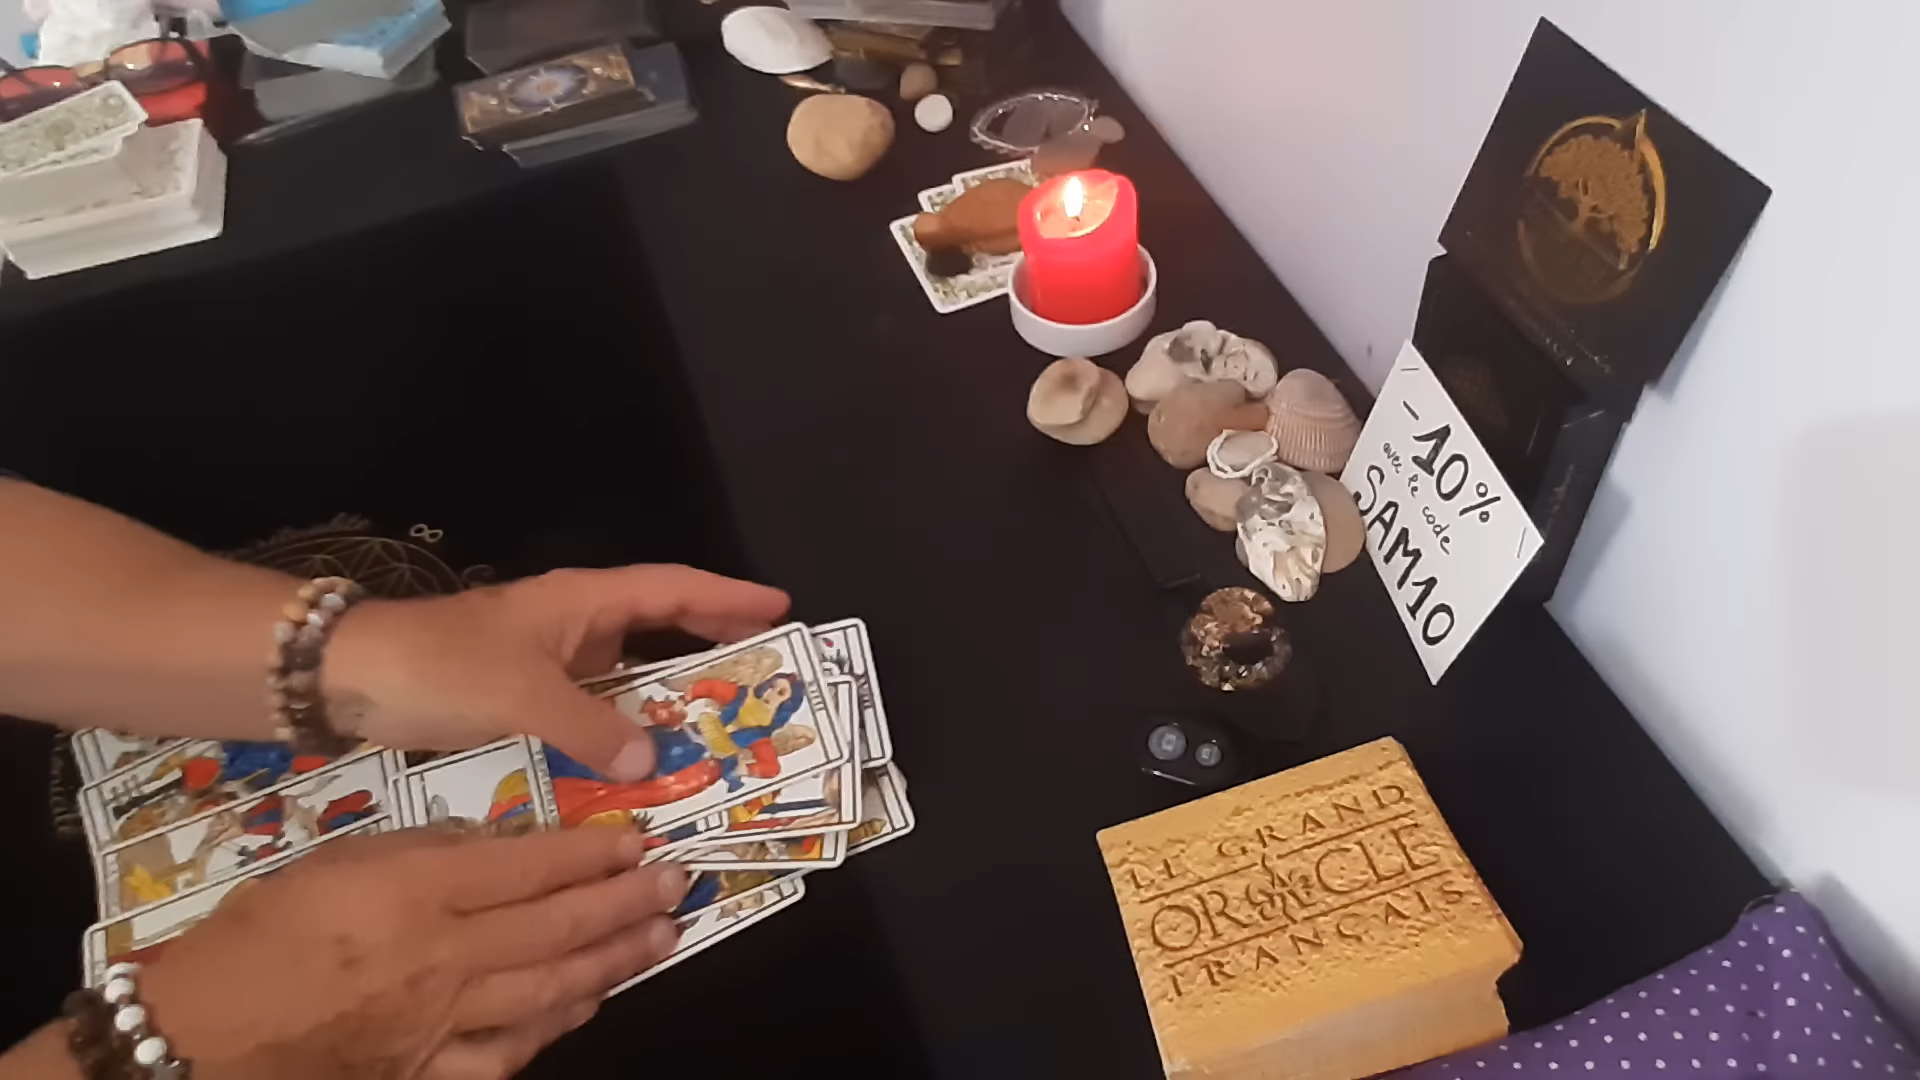 -10%
avec le code
SAM10
LE GRAND
ORACLE
FRANÇAIS